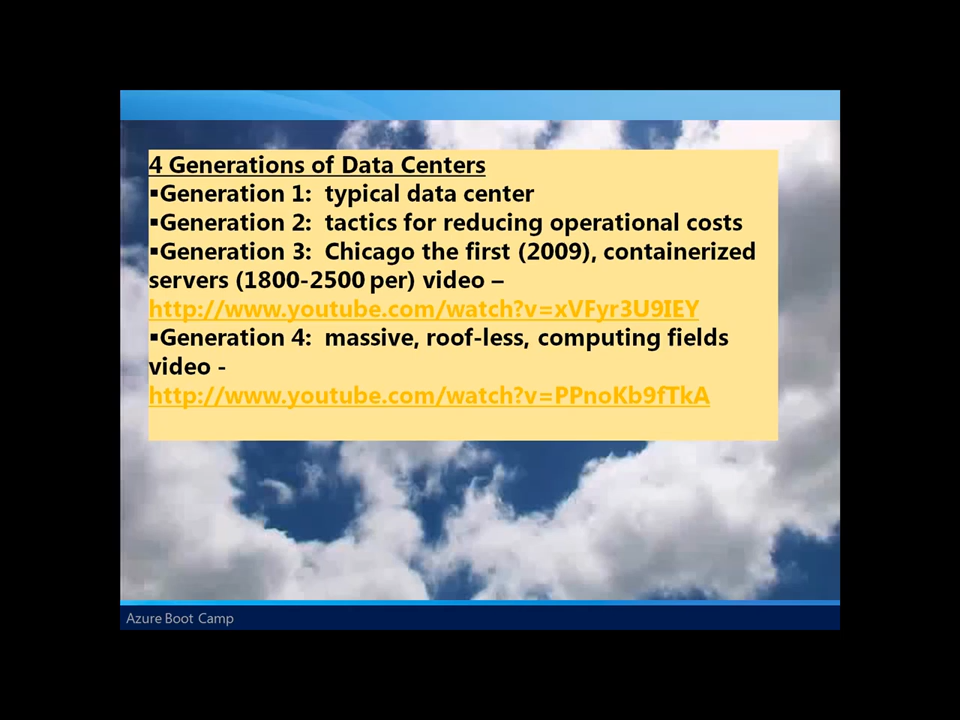 4 Generations of Data Centers
▪Generation 1:  typical data center
▪Generation 2:  tactics for reducing operational costs
▪Generation 3:  Chicago the first (2009), containerized
servers (1800-2500 per) video –
http://www.youtube.com/watch?v=xVFyr3U9IEY
▪Generation 4:  massive, roof-less, computing fields
video -
http://www.youtube.com/watch?v=PPnoKb9fTkA
Azure Boot Camp